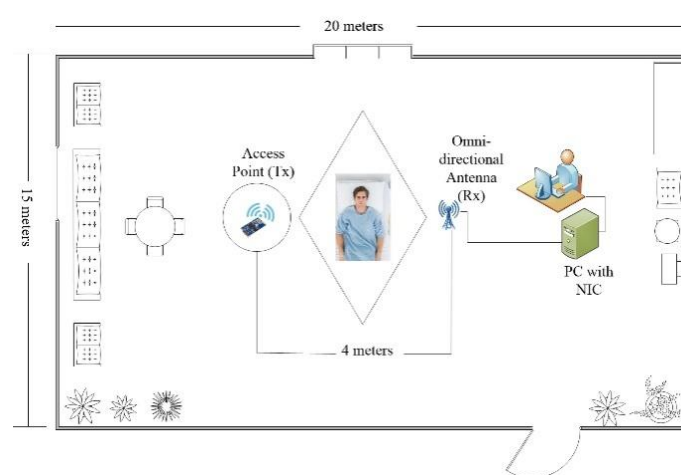 20 meters
15 meters
Access
Point (Tx)
Omni-
directional
Antenna
(Rx)
PC with
NIC
4 meters